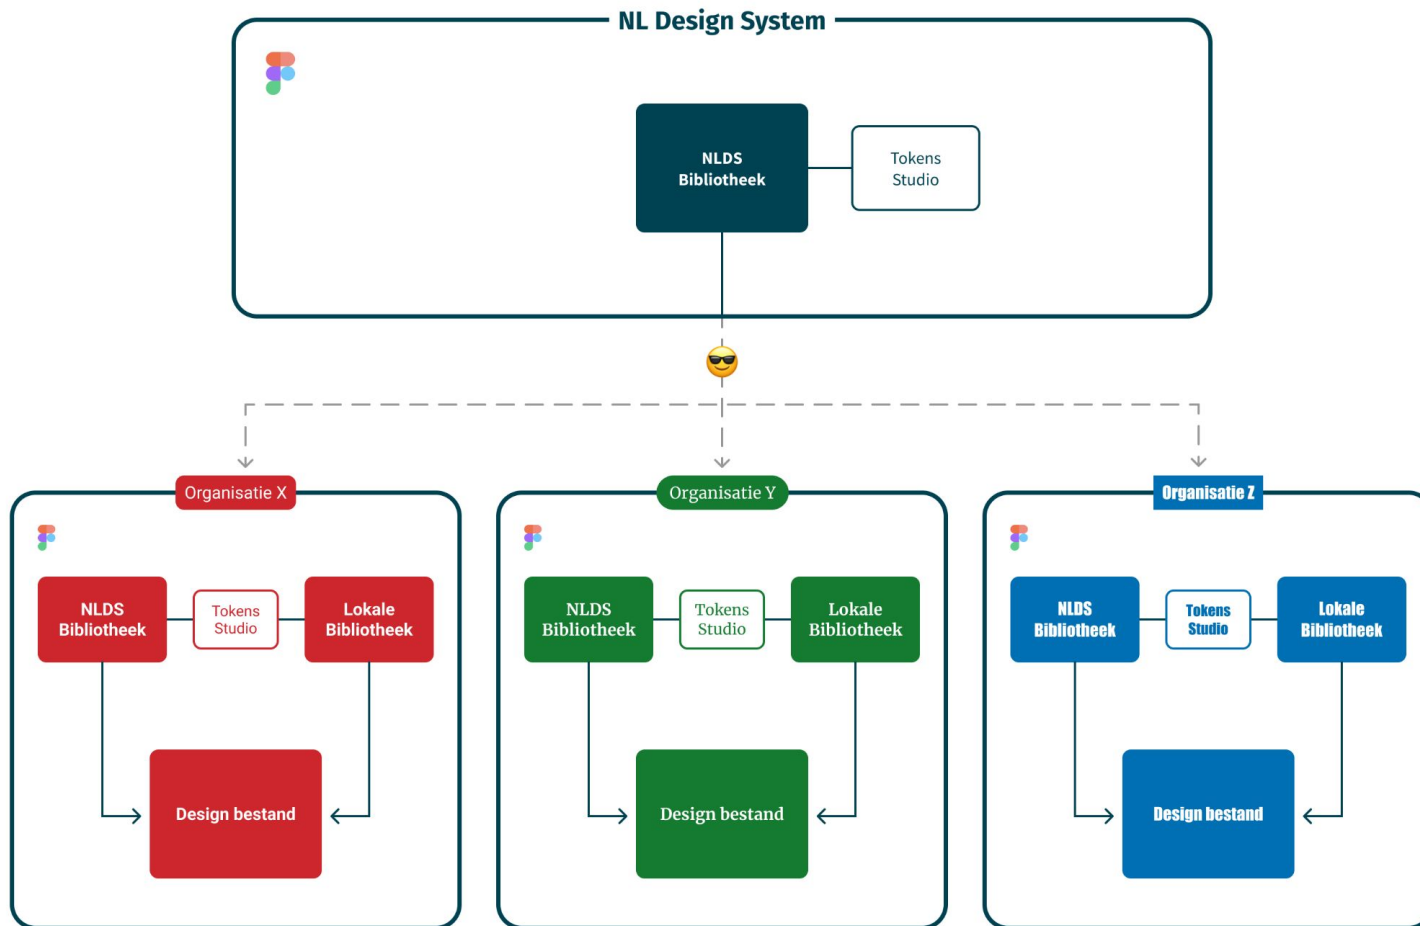 NL Design System
NLDS
Bibliotheek
Tokens
Studio
Organisatie X
NLDS
Bibliotheek
Tokens
Studio
Lokale
Bibliotheek
Design bestand
Organisatie Y
NLDS
Bibliotheek
Tokens
Studio
Lokale
Bibliotheek
Design bestand
Organisatie Z
NLDS
Bibliotheek
Tokens
Studio
Lokale
Bibliotheek
Design bestand